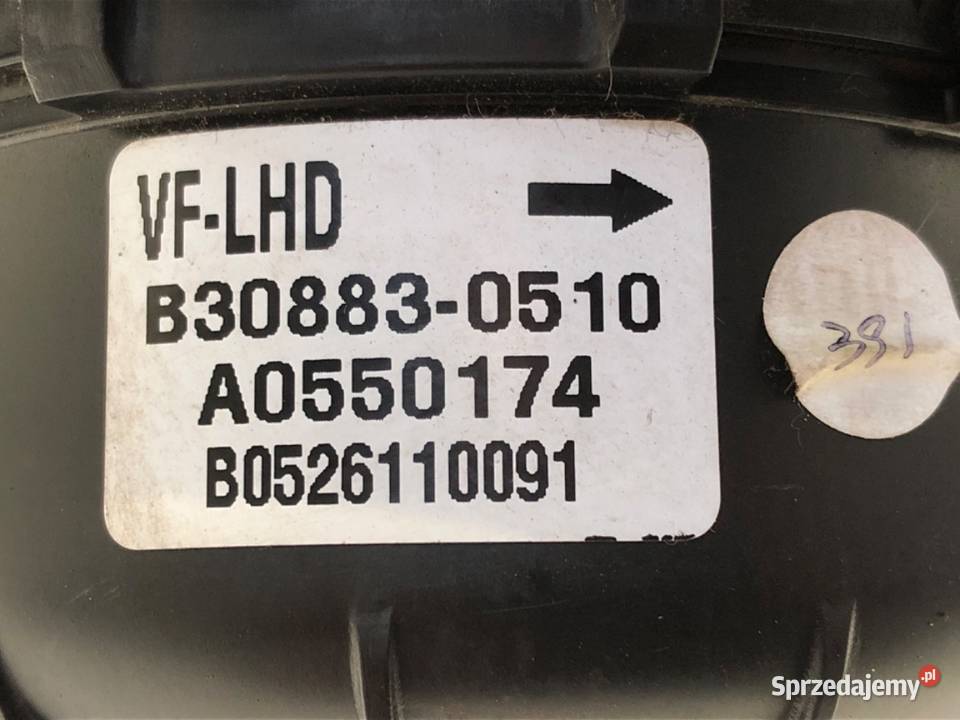 VF-LHD
B30883-0510
A0550174
B0526110091
391
Sprzedajemy.pl